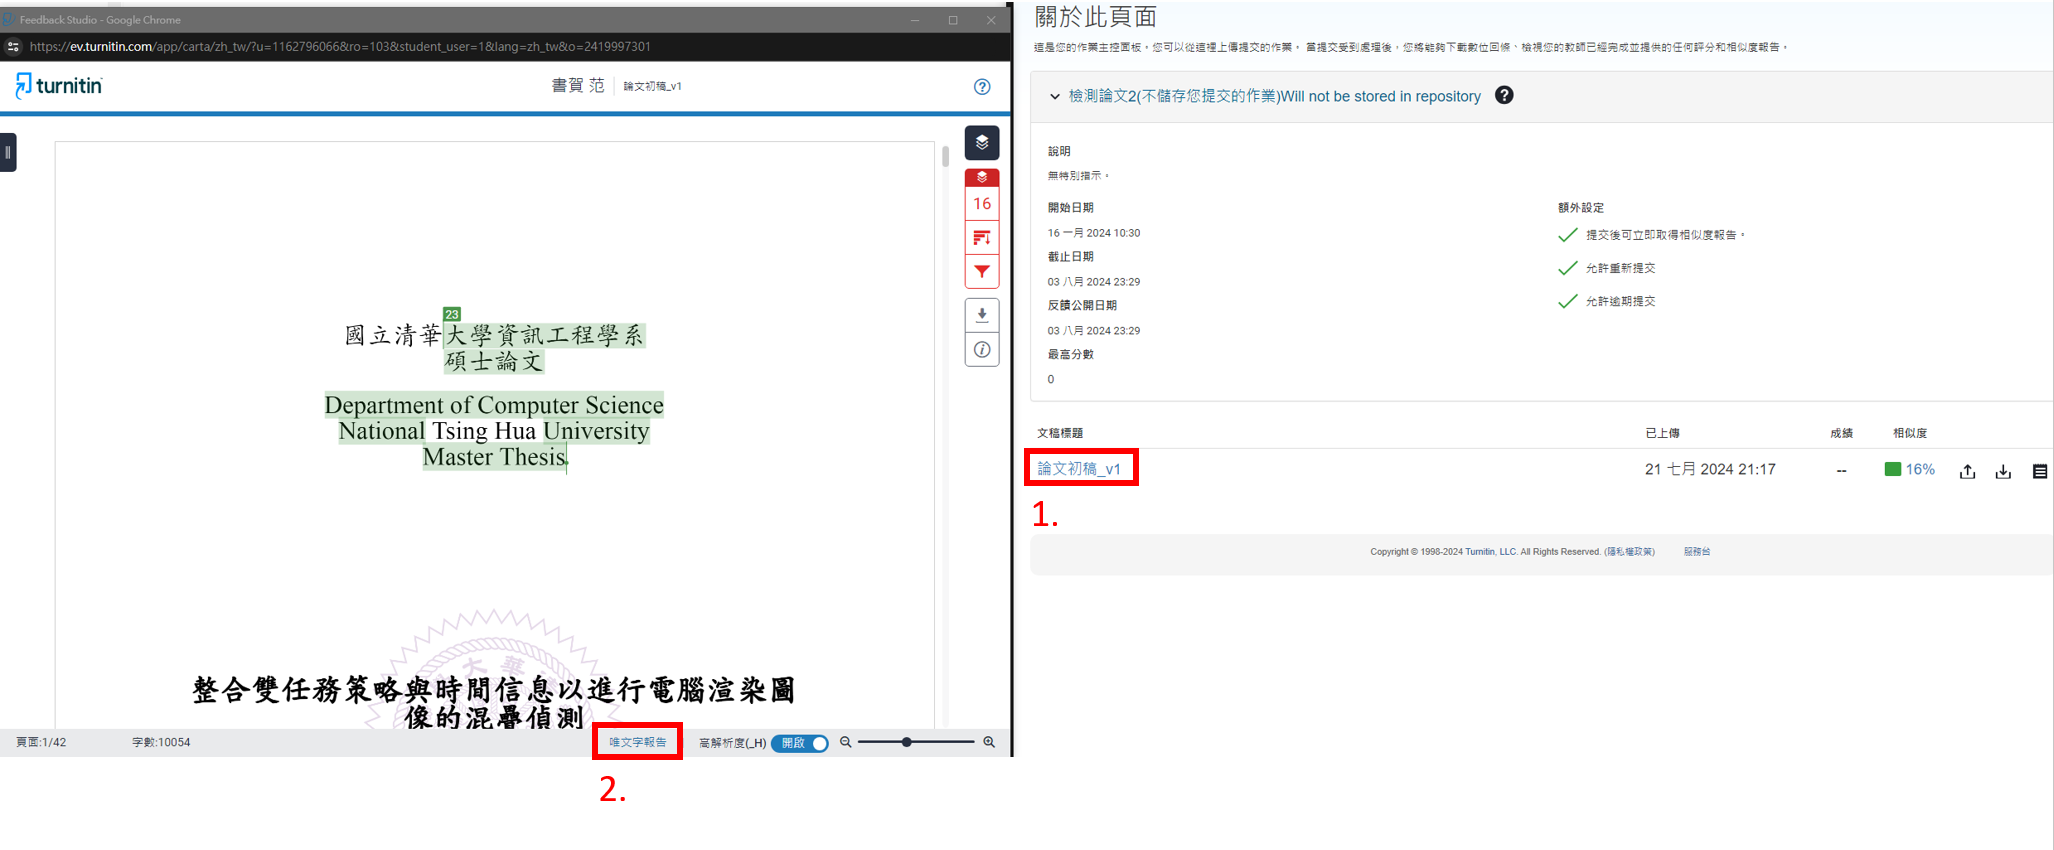 Feedback Studio - Google Chrome
https://ev.turnitin.com/app/carta/zh_tw/?u=1162796066&ro=103&student_user=1&lang=zh_tw&o=2419997301
turnitin
書賀 范
論文初稿_v1
16
23
國立清華大學資訊工程學系
碩士論文
Department of Computer Science
National Tsing Hua University
Master Thesis.
大 華
整合雙任務策略與時間信息以進行電腦渲染圖
像的混疊偵測
頁面:1/42
字數:10054
唯文字報告
高解析度(_H)
開啟
2.
關於此頁面
這是您的作業主控面板，您可以從這裡上傳提交的作業。 當提交受到處理後，您將能夠下載數位回條、檢視您的教師已經完成並提供的任何評分和相似度報告。
檢測論文2(不儲存您提交的作業)Will not be stored in repository
說明
無特別指示。
開始日期
16 一月 2024 10:30
截止日期
03 八月 2024 23:29
反饋公開日期
03 八月 2024 23:29
最高分數
0
額外設定
提交後可立即取得相似度報告。
允許重新提交
允許逾期提交
文稿標題
已上傳
成績
相似度
論文初稿_v1
21 七月 2024 21:17
--
16%
1.
Copyright © 1998-2024 Turnitin, LLC. All Rights Reserved. (隱私權政策)
服務台